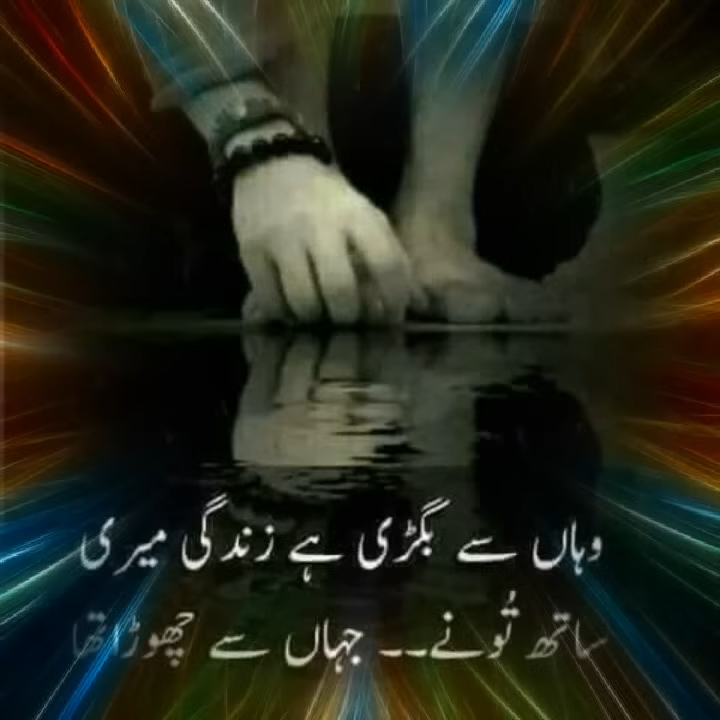 وہاں سے بگڑی ہے زندگی میری
ساتھ تُو نے۔۔ جہاں سے چھوڑا تھا